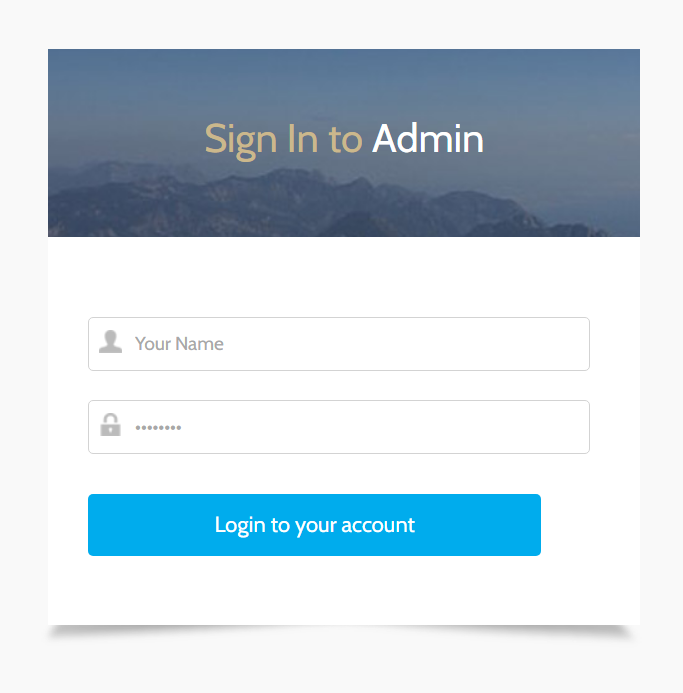 Sign In to Admin
Your Name
••••••••
Login to your account